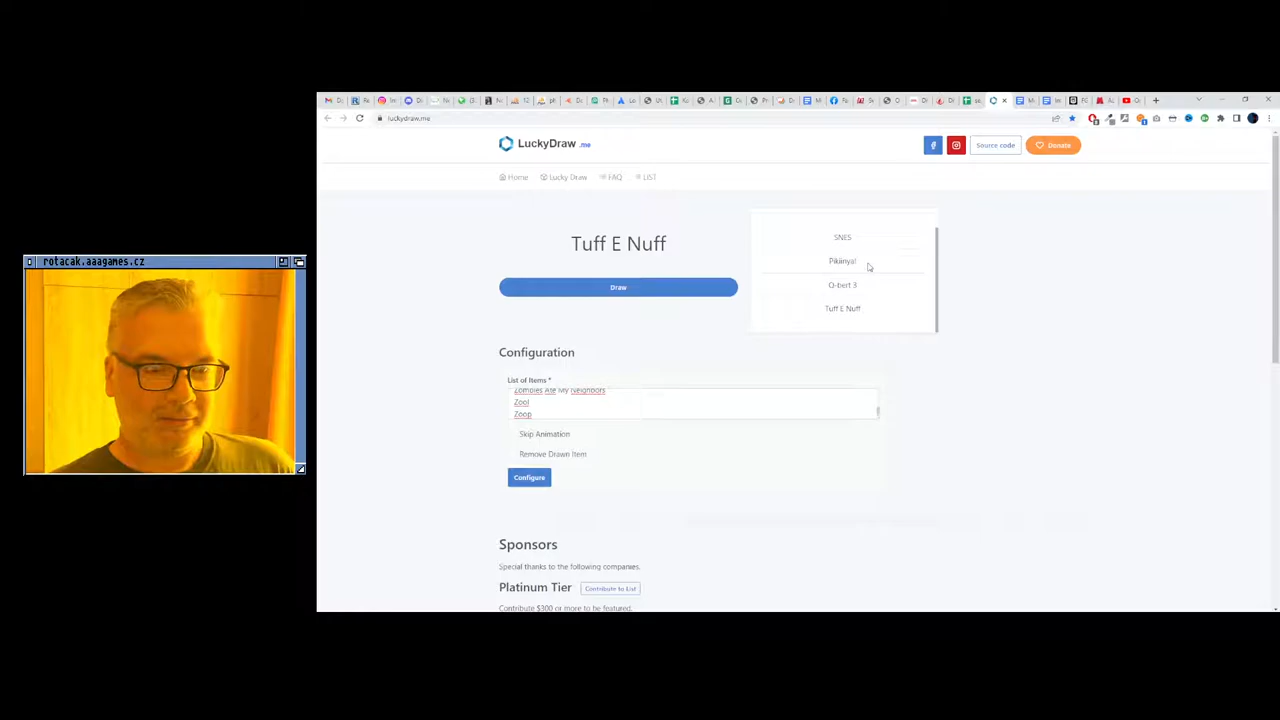 luckydraw.me
LuckyDraw .me
Source code
Donate
Home
Lucky Draw
FAQ
LIST
rotacak.aaagames.cz
Tuff E Nuff
Draw
SNES
Pikiinya!
Q-bert 3
Tuff E Nuff
Configuration
List of Items *
Zombies Ate My Neighbors
Zool
Zoop
Skip Animation
Remove Drawn Item
Configure
Sponsors
Special thanks to the following companies.
Platinum Tier
Contribute to List
Contribute $300 or more to be featured.